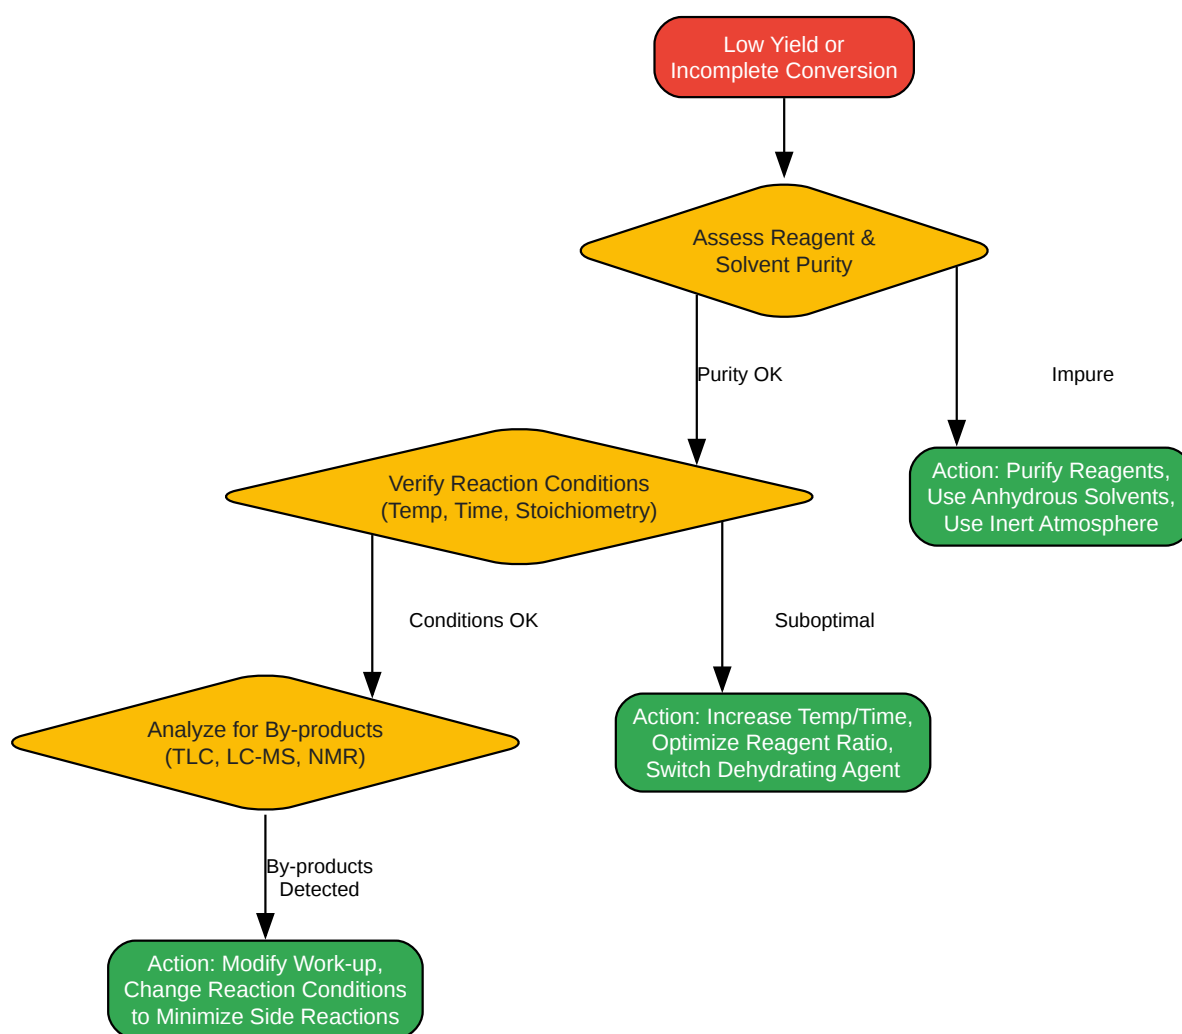 Low Yield or
Incomplete Conversion
Assess Reagent &
Solvent Purity
Purity OK
Impure
Verify Reaction Conditions
(Temp, Time, Stoichiometry)
Action: Purify Reagents,
Use Anhydrous Solvents,
Use Inert Atmosphere
Conditions OK
Suboptimal
Analyze for By-products
(TLC, LC-MS, NMR)
Action: Increase Temp/Time,
Optimize Reagent Ratio,
Switch Dehydrating Agent
By-products
Detected
Action: Modify Work-up,
Change Reaction Conditions
to Minimize Side Reactions